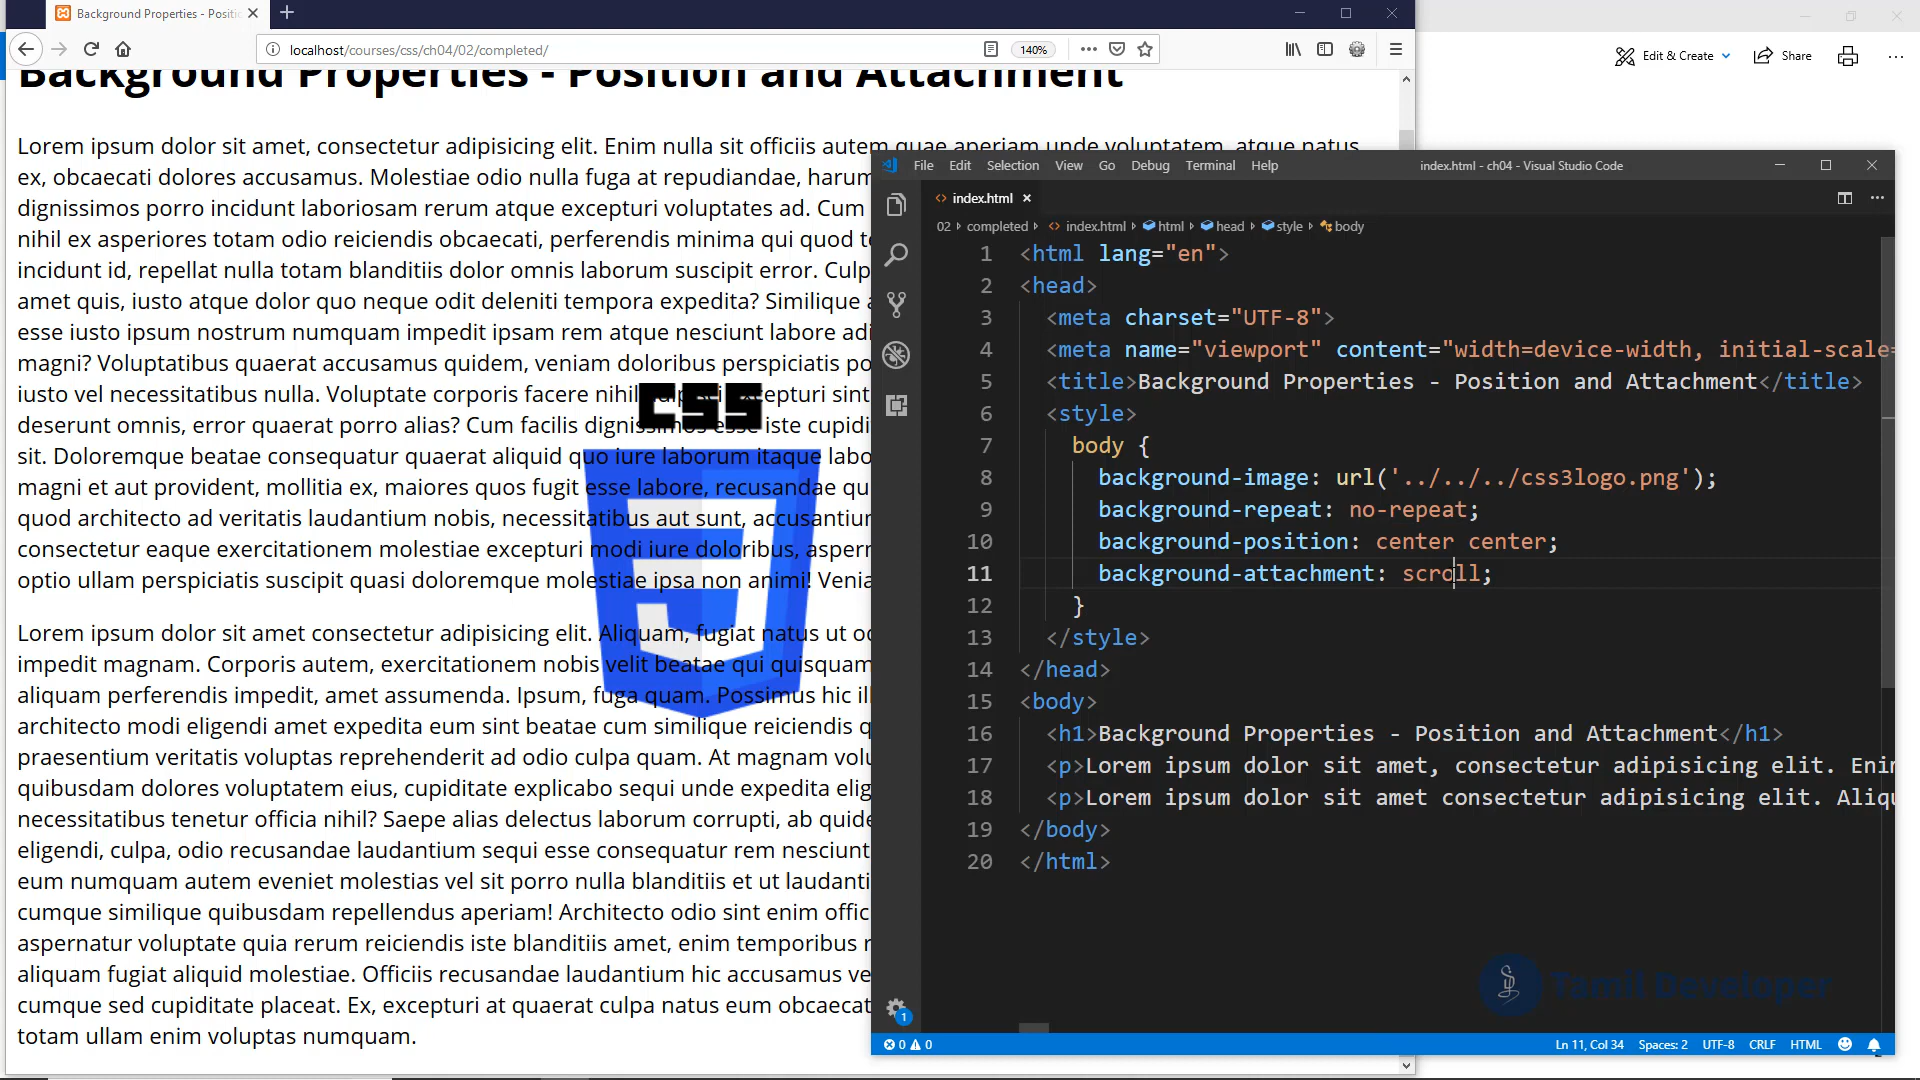 Background Properties - Positio
localhost/courses/css/ch04/02/completed/
140%
Edit & Create
Share
Background Properties - Position and Attachment
Lorem ipsum dolor sit amet, consectetur adipisicing elit. Enim nulla sit officiis autem quae aperiam unde voluptatem, atque natus
ex, obcaecati dolores accusamus. Molestiae odio nulla fuga at repudiandae, harum
dignissimos porro incidunt laboriosam rerum atque excepturi voluptates ad. Cum
nihil ex asperiores totam odio reiciendis obcaecati, perferendis minima qui quod te
incidunt id, repellat nulla totam blanditiis dolor omnis laborum suscipit error. Culp
amet quis, iusto atque dolor quo neque odit deleniti tempora expedita? Similique a
esse iusto ipsum nostrum numquam impedit ipsam rem atque nesciunt labore adi
magni? Voluptatibus quaerat accusamus quidem, veniam doloribus perspiciatis po
iusto vel necessitatibus nulla. Voluptate corporis facere nihil adipisci excepturi sint
deserunt omnis, error quaerat porro alias? Cum facilis dignissimos esse iste cupidi
sit. Doloremque beatae consequatur quaerat aliquid quo iure laborum itaque labo
magni et aut provident, mollitia ex, maiores quos fugit esse labore, recusandae qu
quod architecto ad veritatis laudantium nobis, necessitatibus aut sunt, accusantium
consectetur eaque exercitationem molestiae excepturi modi iure doloribus, aspern
optio ullam perspiciatis suscipit quasi doloremque molestiae ipsa non animi! Venia
CSS
Lorem ipsum dolor sit amet consectetur adipisicing elit. Aliquam, fugiat natus ut oc
impedit magnam. Corporis autem, exercitationem nobis velit beatae qui quisquam
aliquam perferendis impedit, amet assumenda. Ipsum, fuga quam. Possimus hic ill
architecto modi eligendi amet expedita eum sint beatae cum similique reiciendis q
praesentium veritatis voluptas reprehenderit ad odio culpa quam. At magnam volu
quibusdam dolores voluptatem eius, cupiditate explicabo sequi unde expedita elig
necessitatibus tenetur officia nihil? Saepe alias delectus laborum corrupti, ab quide
eligendi, culpa, odio recusandae laudantium sequi esse consequatur rem nesciunt
eum numquam autem eveniet molestias vel sit porro nulla blanditiis et ut laudanti
cumque similique quibusdam repellendus aperiam! Architecto odio sint enim offic
aspernatur voluptate quia rerum reiciendis iste blanditiis amet, enim temporibus r
aliquam fugiat aliquid molestiae. Officiis recusandae laudantium hic accusamus ve
cumque sed cupiditate placeat. Ex, excepturi at quaerat culpa natus eum obcaecat
totam ullam enim voluptas numquam.
File Edit Selection View Go Debug Terminal Help
index.html - ch04 - Visual Studio Code
index.html
02 completed index.html html head style body
1 <html lang="en">
2 <head>
3 <meta charset="UTF-8">
4 <meta name="viewport" content="width=device-width, initial-scale=
5 <title>Background Properties - Position and Attachment</title>
6 <style>
7 body {
8 background-image: url('../../../css3logo.png');
9 background-repeat: no-repeat;
10 background-position: center center;
11 background-attachment: scroll;
12 }
13 </style>
14 </head>
15 <body>
16 <h1>Background Properties - Position and Attachment</h1>
17 <p>Lorem ipsum dolor sit amet, consectetur adipisicing elit. Enim
18 <p>Lorem ipsum dolor sit amet consectetur adipisicing elit. Aliqu
19 </body>
20 </html>
Tamil Developer
1
0 0
Ln 11, Col 34 Spaces: 2 UTF-8 CRLF HTML